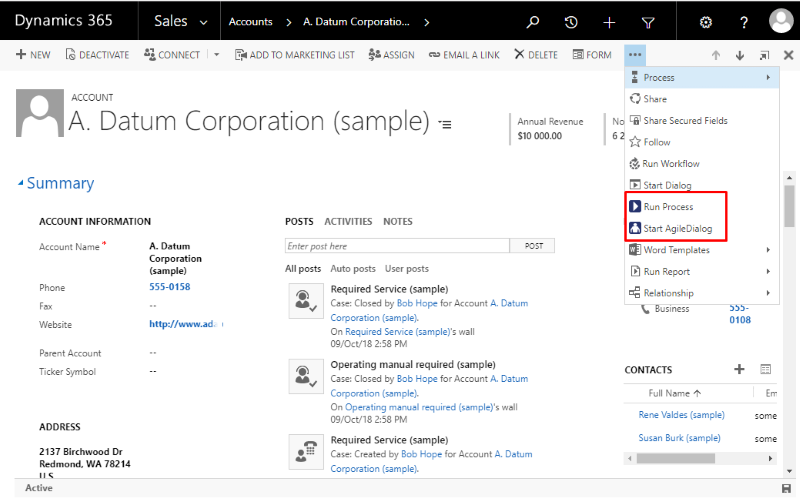 Dynamics 365 Sales Accounts A. Datum Corporatio...
NEW DEACTIVATE CONNECT ADD TO MARKETING LIST ASSIGN EMAIL A LINK DELETE FORM
Process
Share
Share Secured Fields
Follow
Run Workflow
Start Dialog
Run Process
Start AgileDialog
Word Templates
Run Report
Relationship
ACCOUNT
A. Datum Corporation (sample)
Annual Revenue
$10 000.00
No
6 2
Summary
ACCOUNT INFORMATION
Account Name * A. Datum
Corporation
(sample)
Phone 555-0158
Fax --
Website http://www.ada
Parent Account --
Ticker Symbol --
ADDRESS
2137 Birchwood Dr
Redmond, WA 78214
U.S
POSTS ACTIVITIES NOTES
Enter post here POST
All posts Auto posts User posts
Required Service (sample)
Case: Closed by Bob Hope for Account A. Datum
Corporation (sample).
On Required Service (sample)'s wall
09/Oct/18 2:58 PM
Operating manual required (sample)
Case: Closed by Bob Hope for Account A. Datum
Corporation (sample).
On Operating manual required (sample)'s wall
09/Oct/18 2:58 PM
Required Service (sample)
Case: Created by Bob Hope for Account A. Datum
Corporation (sample).
Business 555-
0108
CONTACTS
Full Name Em
Rene Valdes (sample) some
Susan Burk (sample) some
Active